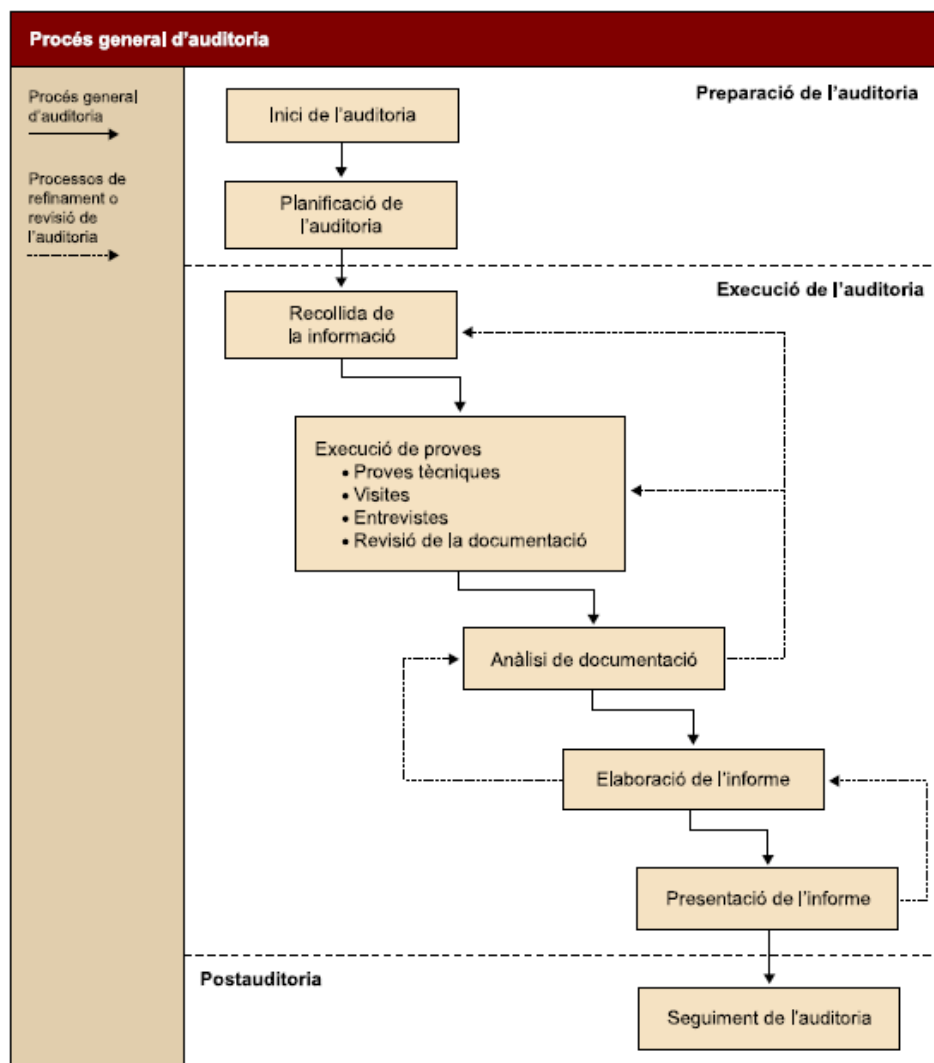 Procés general d'auditoria
Procés general
d'auditoria
Processos de
refinament o
revisió de
l'auditoria
Preparació de l'auditoria
Inici de l'auditoria
Planificació de
l'auditoria
Execució de l'auditoria
Recollida de
la informació
Execució de proves
• Proves tècniques
• Visites
• Entrevistes
• Revisió de la documentació
Anàlisi de documentació
Elaboració de l'informe
Presentació de l'informe
Postauditoria
Seguiment de l'auditoria